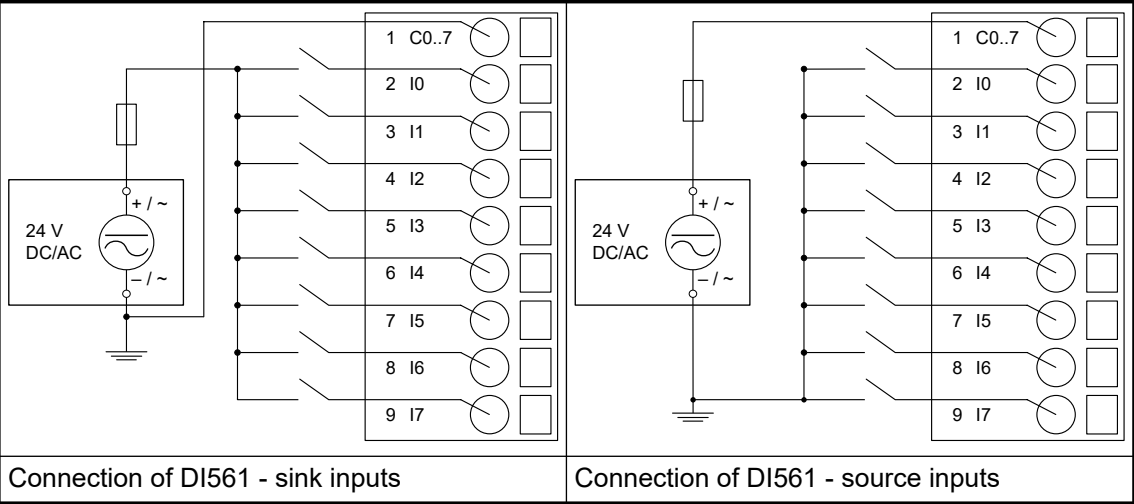 1 C0..7
2 I0
3 I1
4 I2
5 I3
6 I4
7 I5
8 I6
9 I7
+ / ~
24 V
DC/AC
– / ~
Connection of DI561 - sink inputs
1 C0..7
2 I0
3 I1
4 I2
5 I3
6 I4
7 I5
8 I6
9 I7
+ / ~
24 V
DC/AC
– / ~
Connection of DI561 - source inputs